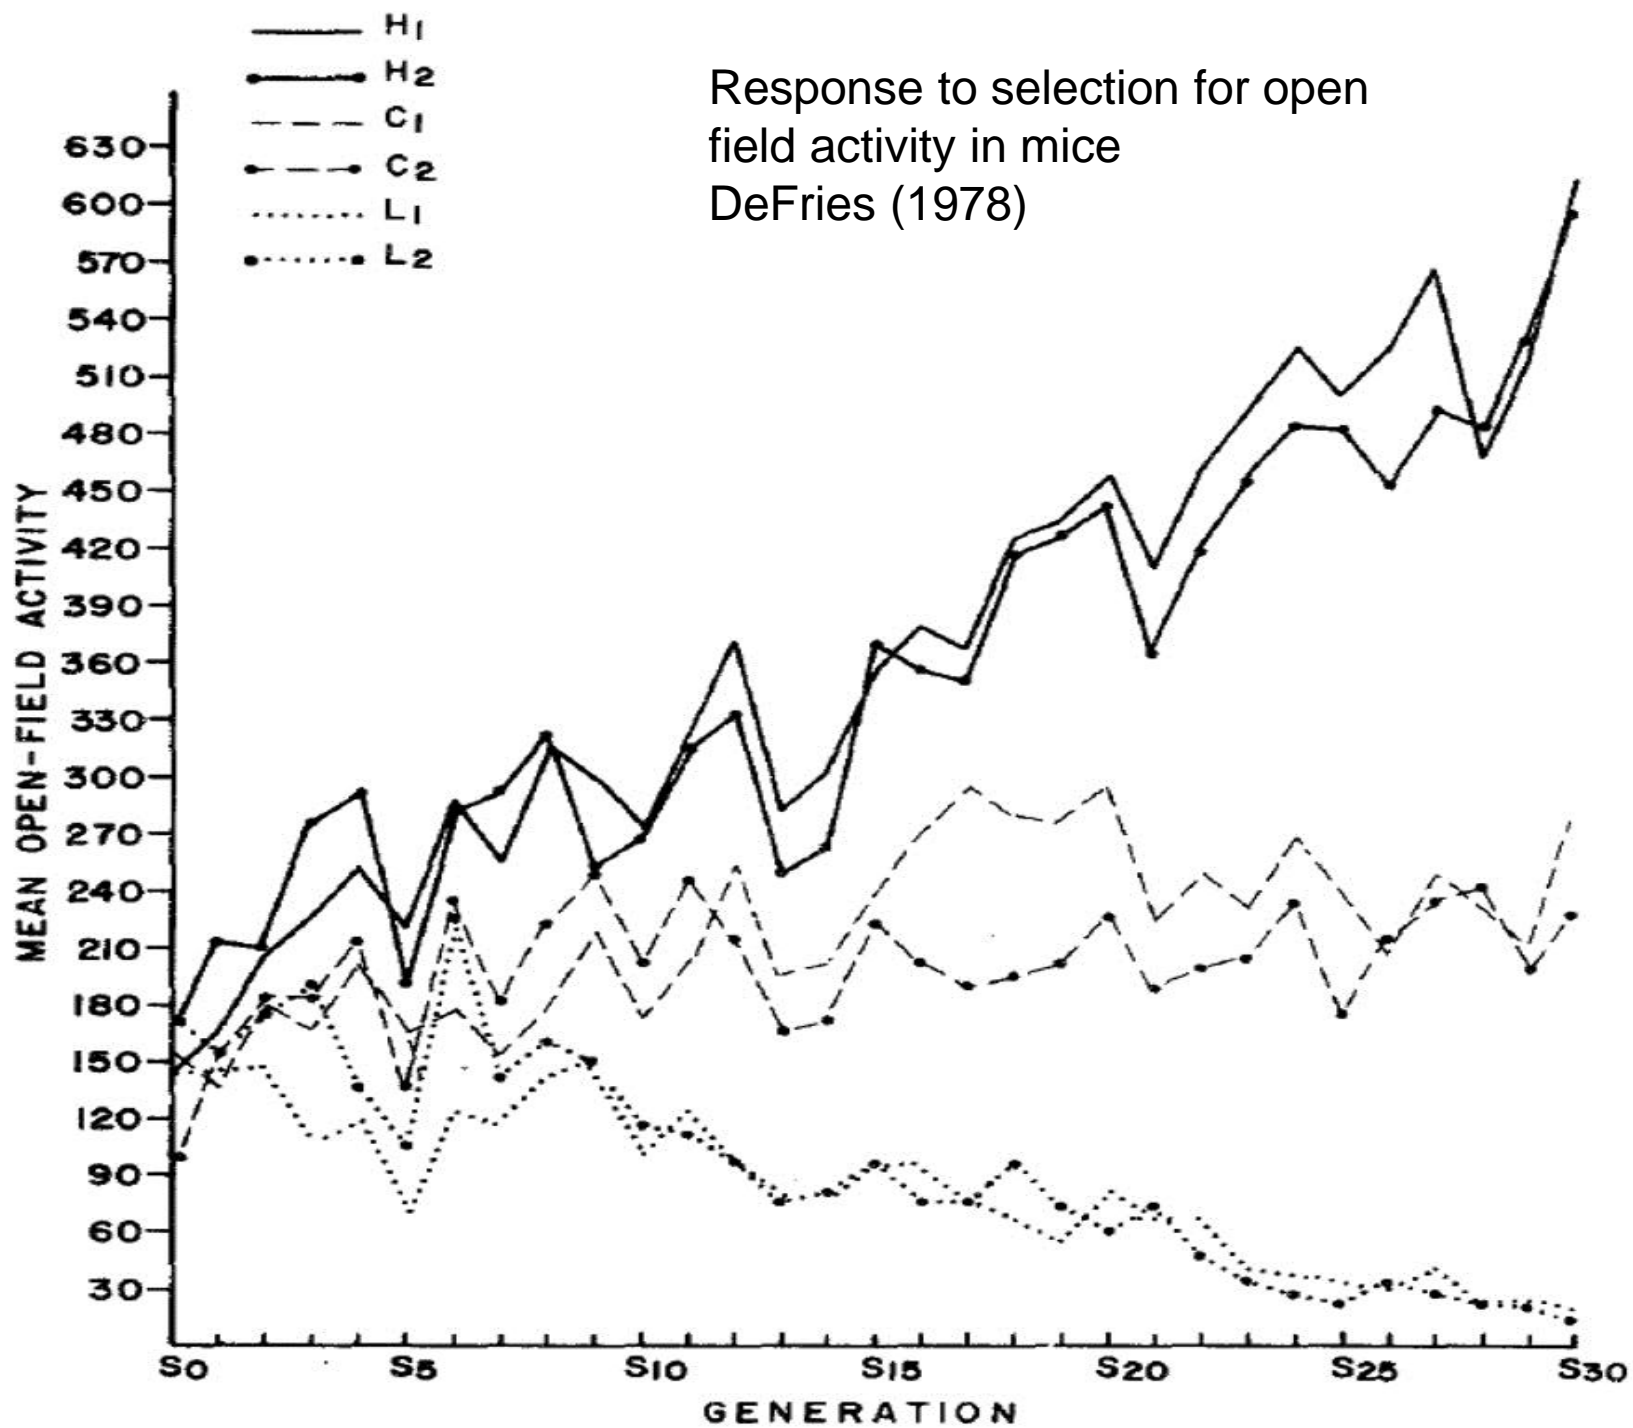 H1
H2
C1
C2
L1
L2
Response to selection for open
field activity in mice
DeFries (1978)
MEAN OPEN-FIELD ACTIVITY
630
600
570
540
510
480
450
420
390
360
330
300
270
240
210
180
150
120
90
60
30
S0 S5 S10 S15 S20 S25 S30
GENERATION